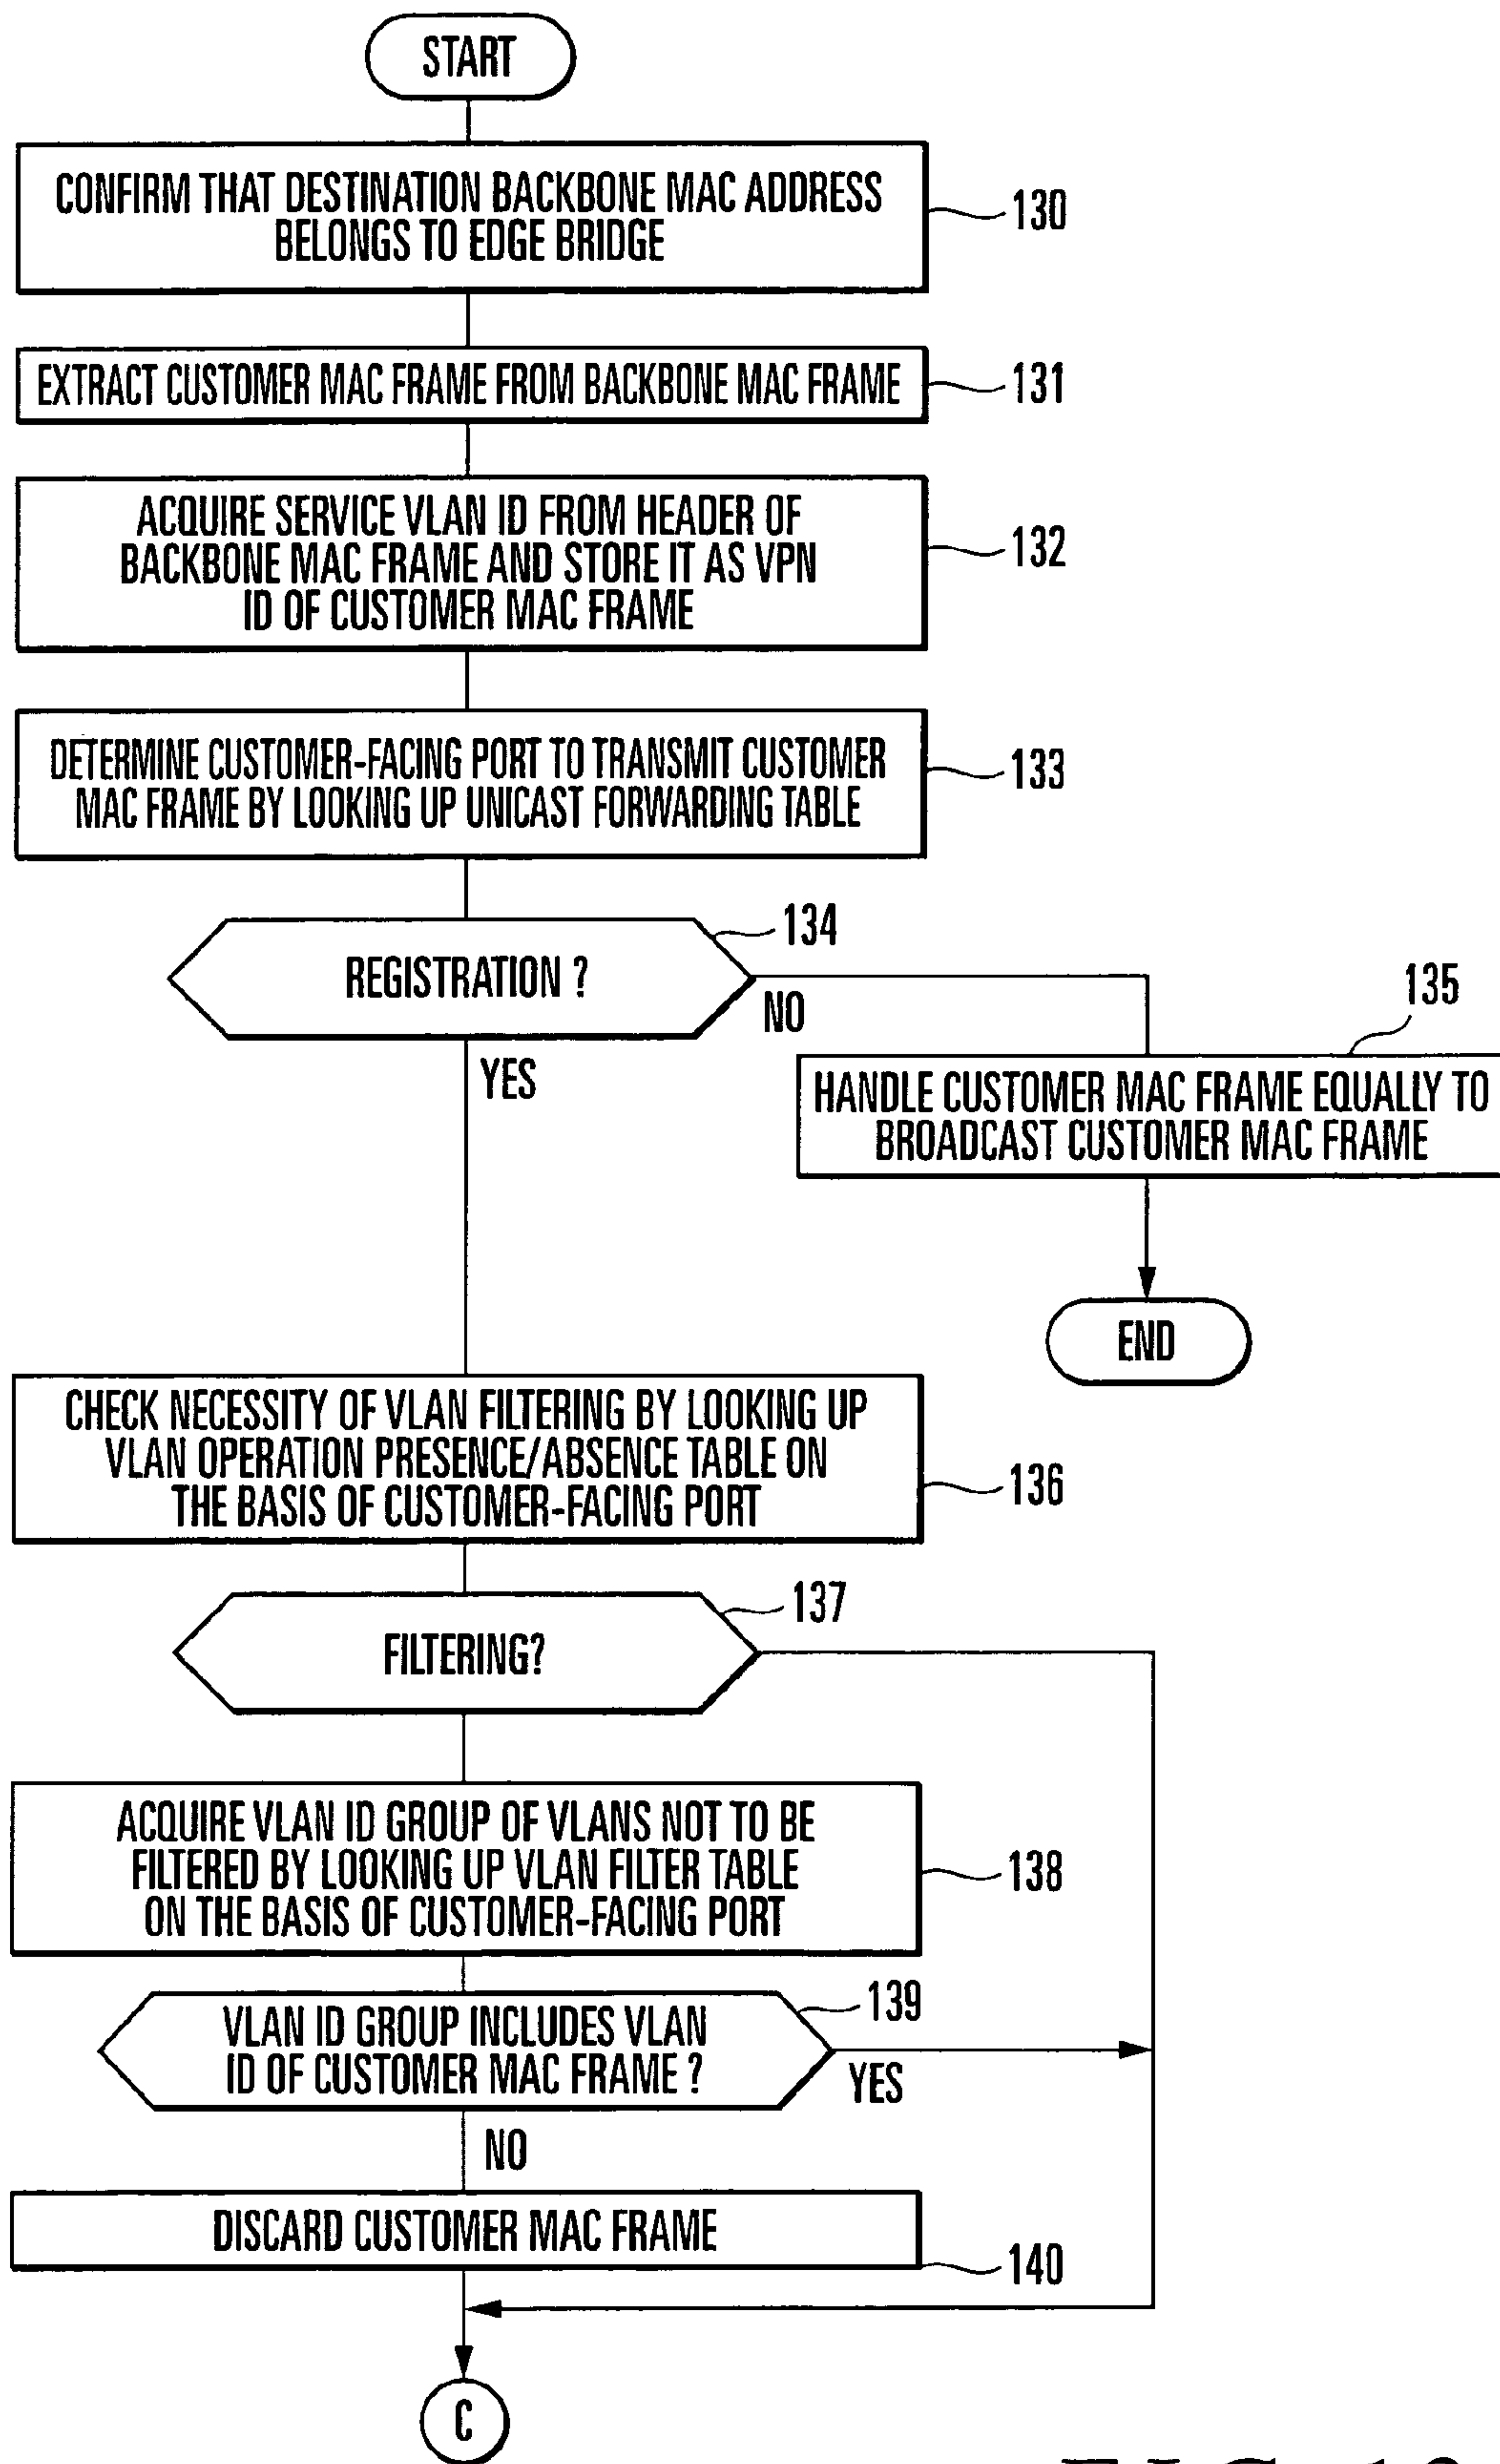 START
CONFIRM THAT DESTINATION BACKBONE MAC ADDRESS
BELONGS TO EDGE BRIDGE
130
EXTRACT CUSTOMER MAC FRAME FROM BACKBONE MAC FRAME
131
ACQUIRE SERVICE VLAN ID FROM HEADER OF
BACKBONE MAC FRAME AND STORE IT AS VPN
ID OF CUSTOMER MAC FRAME
132
DETERMINE CUSTOMER-FACING PORT TO TRANSMIT CUSTOMER
MAC FRAME BY LOOKING UP UNICAST FORWARDING TABLE
133
134
REGISTRATION ?
NO
YES
135
HANDLE CUSTOMER MAC FRAME EQUALLY TO
BROADCAST CUSTOMER MAC FRAME
END
CHECK NECESSITY OF VLAN FILTERING BY LOOKING UP
VLAN OPERATION PRESENCE/ABSENCE TABLE ON
THE BASIS OF CUSTOMER-FACING PORT
136
137
FILTERING?
ACQUIRE VLAN ID GROUP OF VLANS NOT TO BE
FILTERED BY LOOKING UP VLAN FILTER TABLE
ON THE BASIS OF CUSTOMER-FACING PORT
138
139
VLAN ID GROUP INCLUDES VLAN
ID OF CUSTOMER MAC FRAME ?
YES
NO
DISCARD CUSTOMER MAC FRAME
140
C